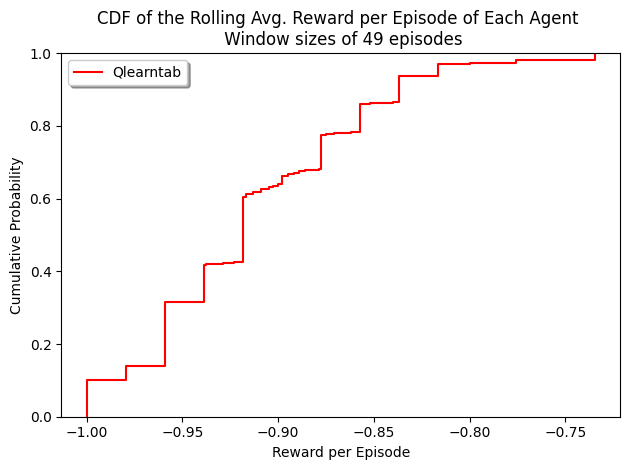 CDF of the Rolling Avg. Reward per Episode of Each Agent
Window sizes of 49 episodes
Qlearntab
Cumulative Probability
1.0
0.8
0.6
0.4
0.2
0.0
−1.00 −0.95 −0.90 −0.85 −0.80 −0.75
Reward per Episode